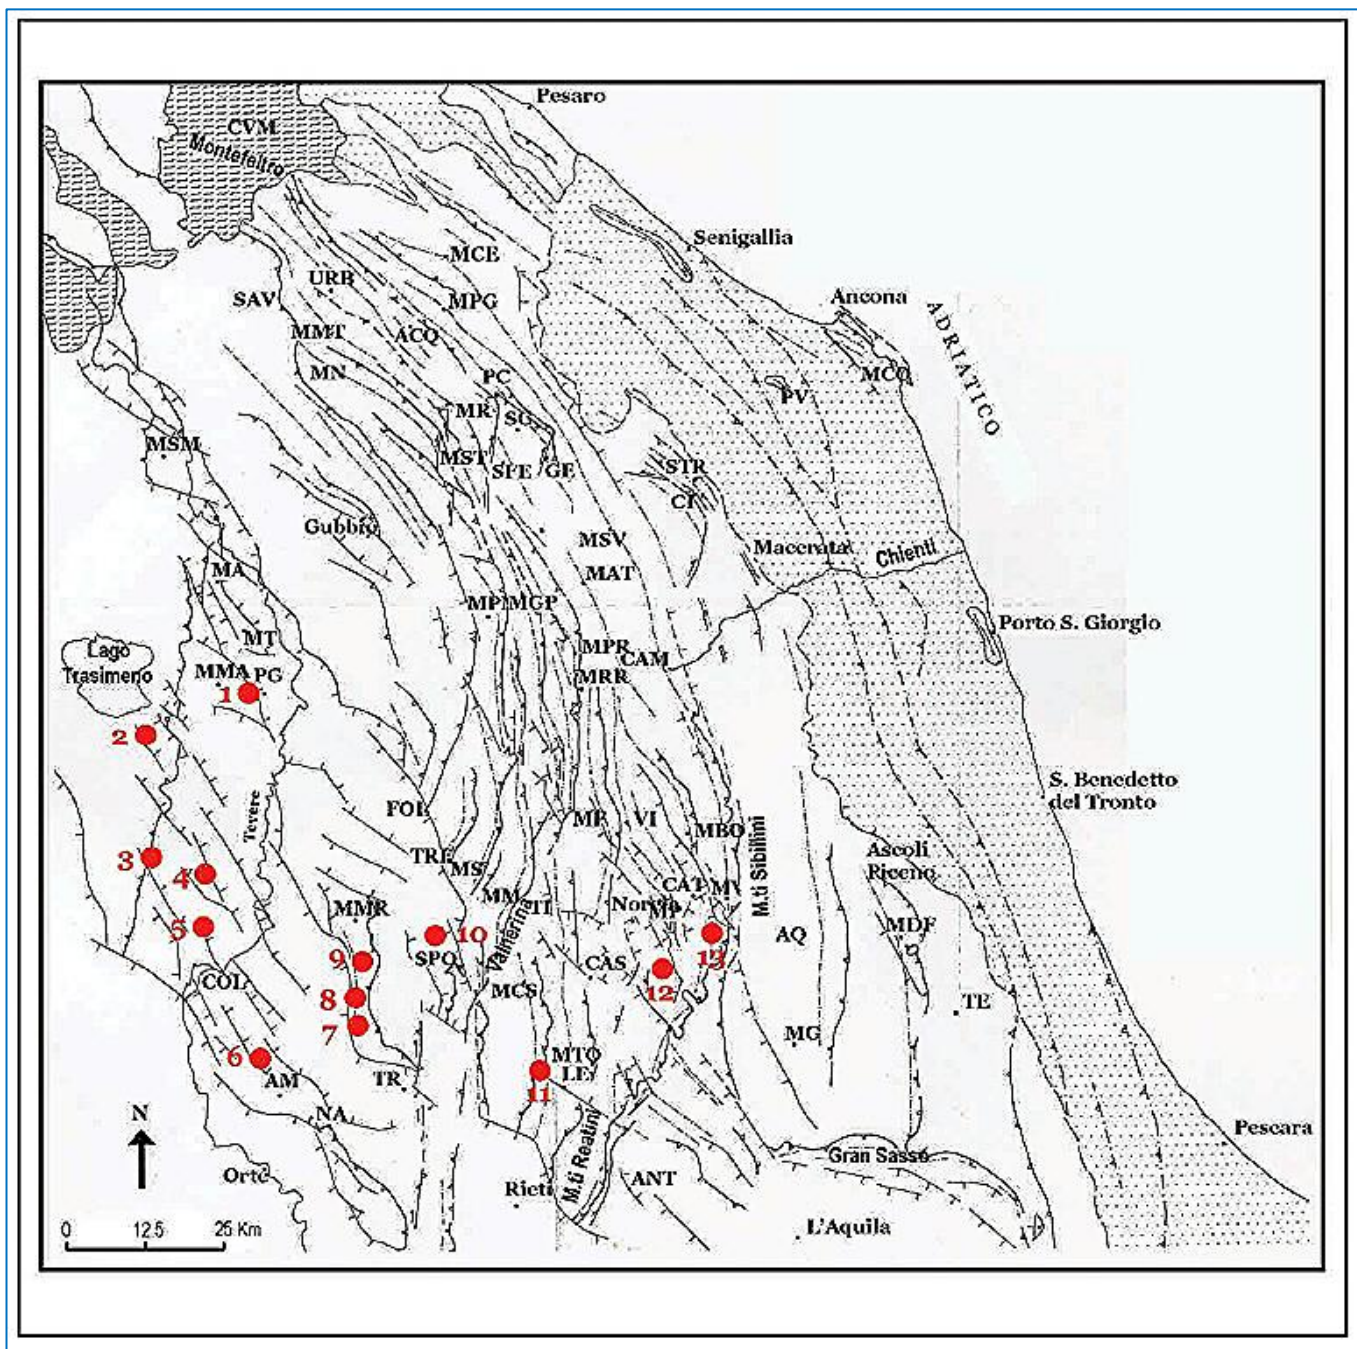 Pesaro
CVM
Montefeltro
Senigallia
MCE
URB
SAV
MPG
Ancona
MMT
ACQ
ADRIATICO
MN
PC
MCO
PV
MR
SG
MSM
MST
SFE
GE
STR
CI
Gubbio
MSV
Macerata
Chienti
MA
MAT
MP
MGP
Porto S. Giorgio
MT
Lago
Trasimeno
MPR
CAM
MMA
PG
MRR
1
2
S. Benedetto
del Tronto
Tevere
FOL
MF
VI
MBO
M.ti Sibillini
3
TRE
MS
Ascoli
Piceno
4
CAT
MV
MMR
MM
TI
Norcia
MP
5
10
Valnerina
AQ
MDF
9
SPO
CAS
13
COL
12
8
MCS
TE
7
MG
6
MTO
AM
TR
LE
11
N
NA
M.ti Reatini
Pescara
Gran Sasso
Orte
Rieti
ANT
L'Aquila
0
12.5
25 Km